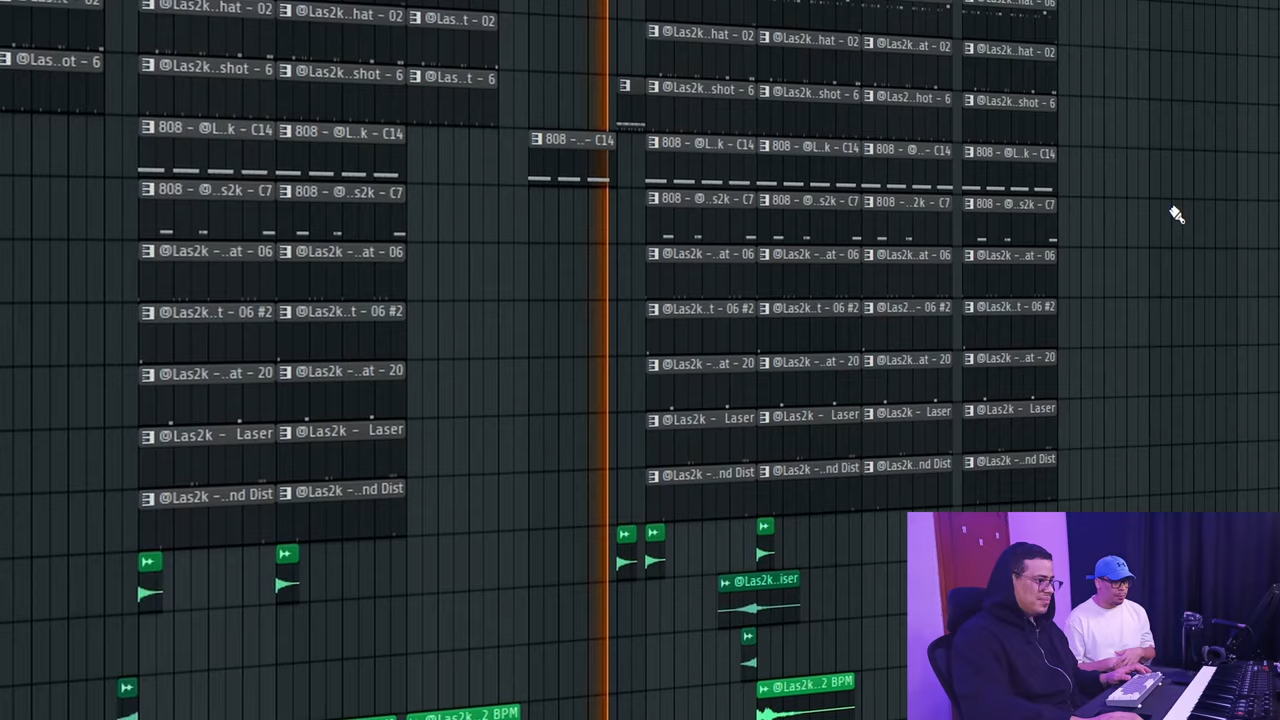 @Las2k..hat - 02 @Las2k..hat - 02 @Las..t - 02 @Las2k..hat - 02 @Las2k..hat - 02 @Las2k..at - 02 @Las2k..hat - 02
@Las..ot - 6 @Las2k..shot - 6 @Las2k..shot - 6 @Las..t - 6 @Las2k..shot - 6 @Las2k..shot - 6 @Las2..hot - 6 @Las2k..shot - 6
808 - @L..k - C14 808 - @L..k - C14 808 -..- C14 808 - @L..k - C14 808 - @L..k - C14 808 - @..- C14 808 - @L.k - C14
808 - @..s2k - C7 808 - @..s2k - C7 808 - @..s2k - C7 808 - @..s2k - C7 808 -..2k - C7 808 - @..s2k - C7
@Las2k -..at - 06 @Las2k -..at - 06 @Las2k -..at - 06 @Las2k -..at - 06 @Las2k..at - 06 @Las2k -..at - 06
@Las2k..t - 06 #2 @Las2k..t - 06 #2 @Las2k..t - 06 #2 @Las2k..t - 06 #2 @Las2..- 06 #2 @Las2k..t - 06 #2
@Las2k -..at - 20 @Las2k -..at - 20 @Las2k -..at - 20 @Las2k -..at - 20 @Las2k..at - 20 @Las2k -..at - 20
@Las2k - Laser @Las2k - Laser @Las2k - Laser @Las2k - Laser @Las2k - Laser @Las2k - Laser
@Las2k -..nd Dist @Las2k -..nd Dist @Las2k -..nd Dist @Las2k -..nd Dist @Las2k..nd Dist @Las2k -..nd Dist
@Las2k..iser
@Las2k..2 BPM @Las2k..2 BPM